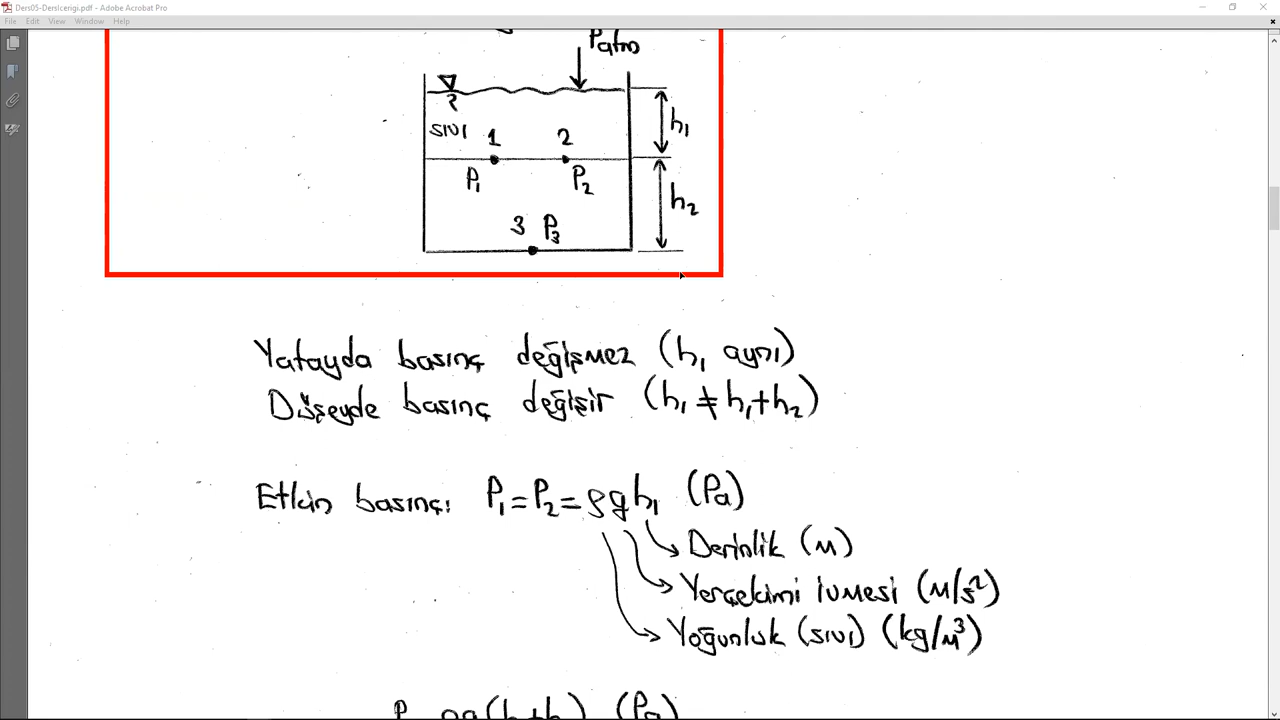 Ders05-DersIcerigi.pdf - Adobe Acrobat Pro
File Edit View Window Help
Patm
sıvı
1 2
h₁
P₁ P₂
h₂
3 P₃
Yatayda basınç değişmez (h₁ aynı)
Düşeyde basınç değişir (h₁ ≠ h₁+h₂)
Etkin basınç: P₁=P₂=ρgh₁ (Pa)
Derinlik (m)
Yerçekimi ivmesi (m/s²)
Yoğunluk (sıvı) (kg/m³)